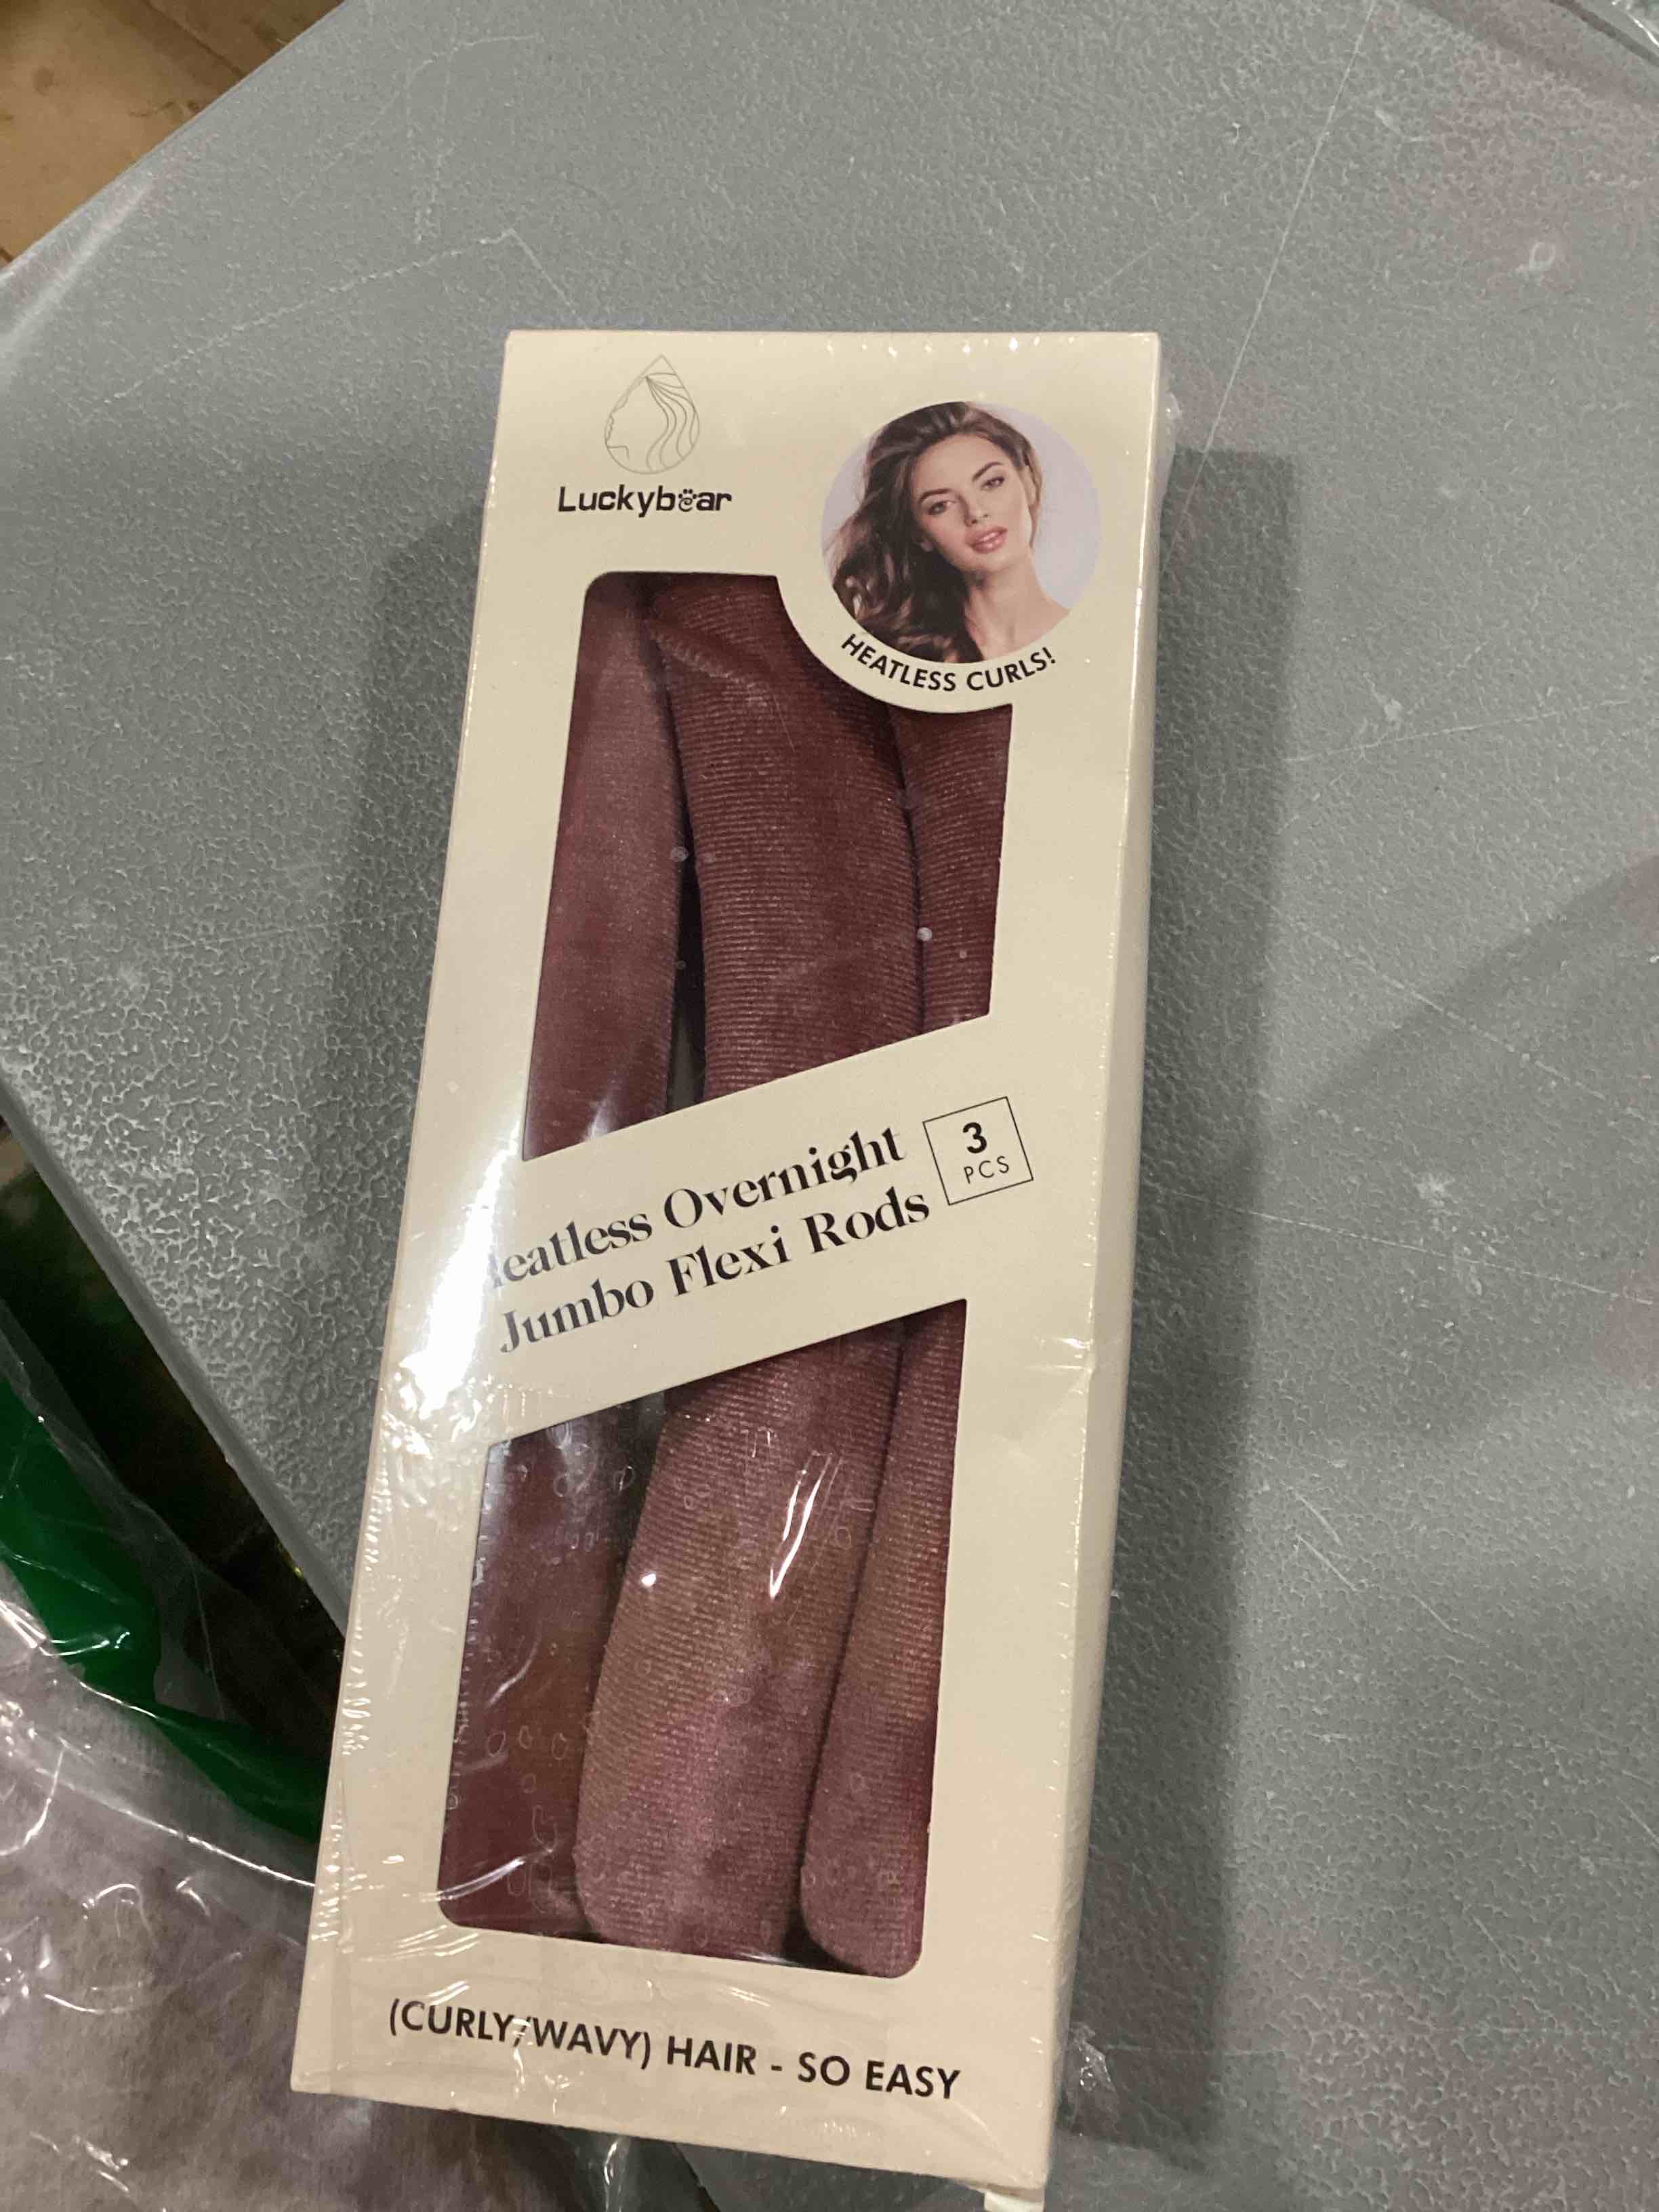 Luckybear
HEATLESS CURLS!
eatless Overnight
Jumbo Flexi Rods
3
PCS
(CURLY/WAVY) HAIR - SO EASY